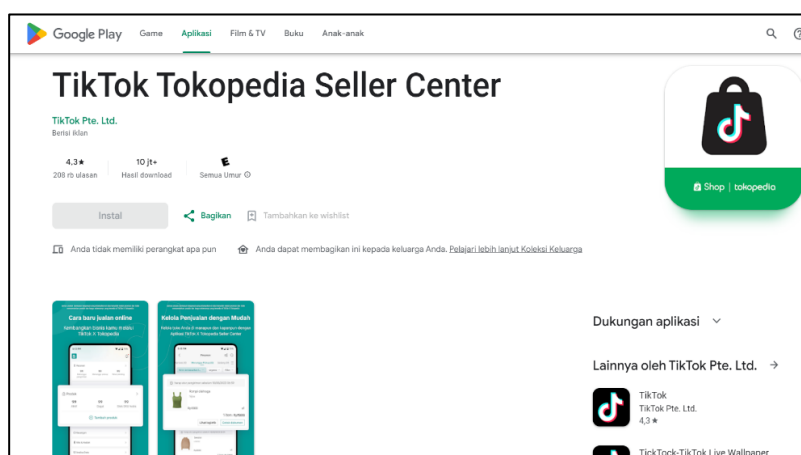 Google Play Game Aplikasi Film & TV Buku Anak-anak
TikTok Tokopedia Seller Center
TikTok Pte. Ltd.
Berisi iklan
4,3★ 10 jt+ E
208 rb ulasan Hasil download Semua Umur
Shop | tokopedia
Instal Bagikan Tambahkan ke wishlist
Anda tidak memiliki perangkat apa pun Anda dapat membagikan ini kepada keluarga Anda. Pelajari lebih lanjut Koleksi Keluarga
Cara baru jualan online
Kelola Penjualan dengan Mudah
Dukungan aplikasi
Lainnya oleh TikTok Pte. Ltd. →
TikTok
TikTok Pte. Ltd.
4,3★
TickTock-TikTok Live Wallpaper